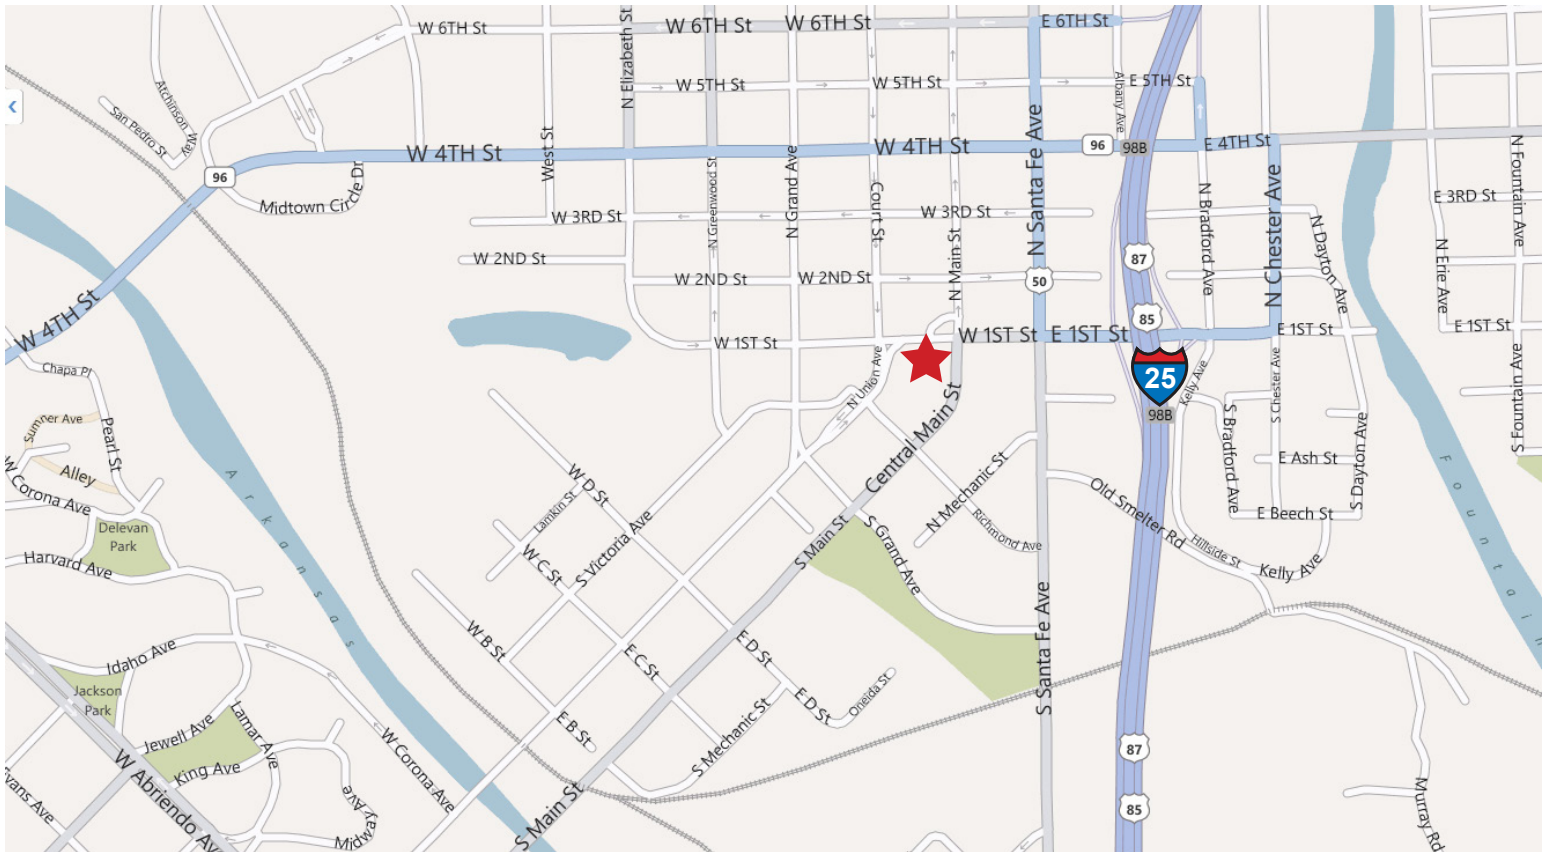 W 6TH St
N Elizabeth St
W 6TH St
W 6TH St
E 6TH St
Atchinson Way
San Pedro St
W 5TH St
W 5TH St
Albany Ave
E 5TH St
W 4TH St
West St
W 4TH St
96
98B
E 4TH St
N Fountain Ave
96
Midtown Circle Dr
N Greenwood St
N Grand Ave
Court St
N Main St
N Santa Fe Ave
N Bradford Ave
N Chester Ave
N Dayton Ave
E 3RD St
N Erie Ave
W 3RD St
W 3RD St
W 2ND St
W 2ND St
W 2ND St
50
87
85
W 4TH St
W 1ST St
W 1ST St
E 1ST St
E 1ST St
E 1ST St
Chapa Pl
N Union Ave
25
98B
Kelly Ave
S Chester Ave
S Fountain Ave
Sumner Ave
Pearl St
Alley
W Corona Ave
Central Main St
S Bradford Ave
S Dayton Ave
E Ash St
W D St
Lamkin St
N Mechanic St
Old Smelter Rd
E Beech St
Fountain
Delevan
Park
Arkansas
S Victoria Ave
S Main St
S Grand Ave
Richmond Ave
Hillside St
Kelly Ave
Harvard Ave
W C St
W B St
E C St
E D St
E D St
Oneida St
S Santa Fe Ave
Idaho Ave
Jackson
Park
Jewell Ave
Lamar Ave
King Ave
W Corona Ave
E B St
S Mechanic St
87
85
W Abriendo Ave
Evans Ave
Midway
Ave
S Main St
Murray Rd